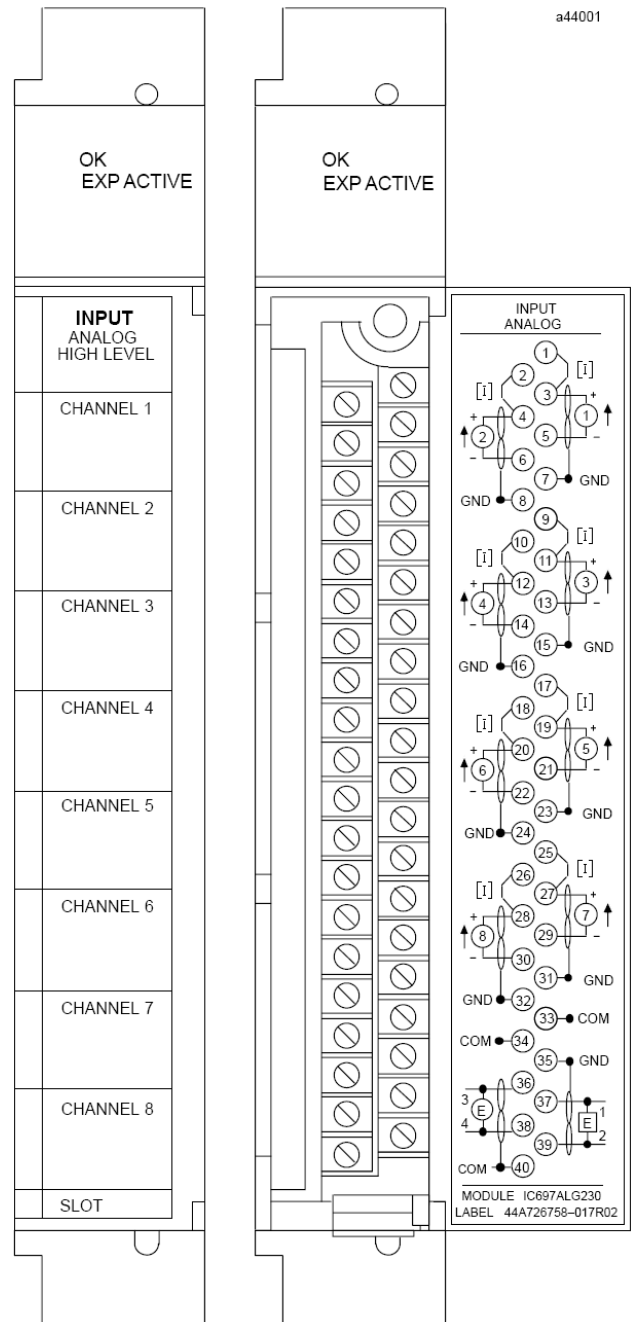 a44001
OK
EXP ACTIVE
INPUT
ANALOG
HIGH LEVEL
CHANNEL 1
CHANNEL 2
CHANNEL 3
CHANNEL 4
CHANNEL 5
CHANNEL 6
CHANNEL 7
CHANNEL 8
SLOT
OK
EXP ACTIVE
INPUT
ANALOG
1
2 [I]
[I] 3 +
+ 4 1
2 5 –
– 6
7 GND
GND 8
9
10 [I]
[I] 11 +
+ 12 3
4 13 –
– 14
15 GND
GND 16
17
18 [I]
[I] 19 +
+ 20 5
6 21 –
– 22
23 GND
GND 24
25
26 [I]
[I] 27 +
+ 28 7
8 29 –
– 30
31 GND
GND 32
33 COM
COM 34
35 GND
36
3 37 1
E E
4 38 2
39
COM 40
MODULE IC697ALG230
LABEL 44A726758–017R02